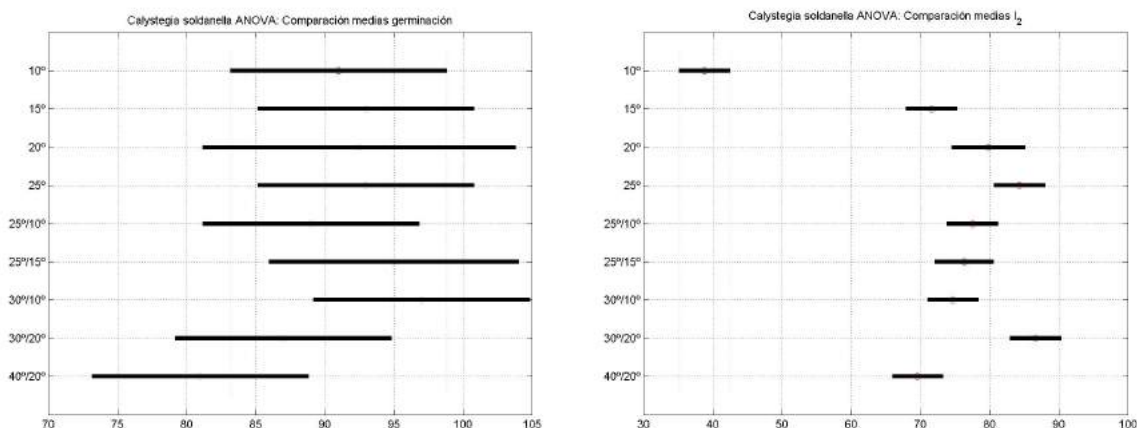 Calystegia soldanella ANOVA: Comparación medias germinación
10º
15º
20º
25º
25º/10º
25º/15º
30º/10º
30º/20º
40º/20º
70 75 80 85 90 95 100 105
Calystegia soldanella ANOVA: Comparación medias I2
10º
15º
20º
25º
25º/10º
25º/15º
30º/10º
30º/20º
40º/20º
30 40 50 60 70 80 90 100